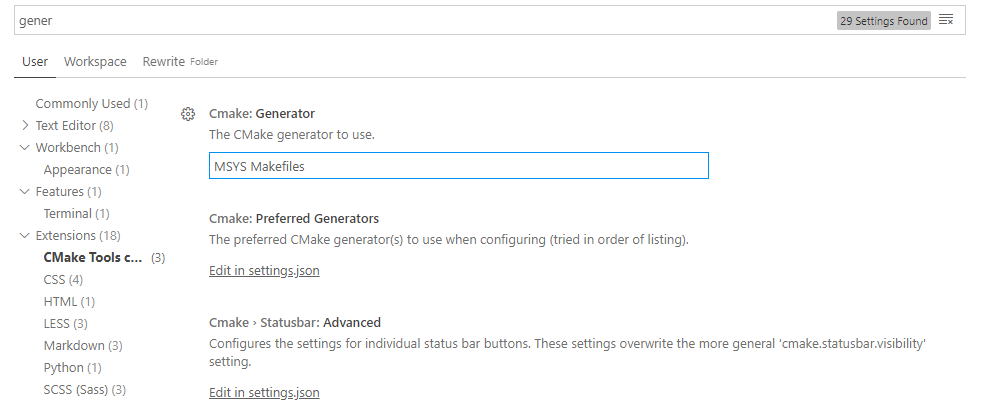 gener
29 Settings Found
User Workspace Rewrite Folder
Commonly Used (1)
Text Editor (8)
Workbench (1)
Appearance (1)
Features (1)
Terminal (1)
Extensions (18)
CMake Tools c... (3)
CSS (4)
HTML (1)
LESS (3)
Markdown (3)
Python (1)
SCSS (Sass) (3)
Cmake: Generator
The CMake generator to use.
MSYS Makefiles
Cmake: Preferred Generators
The preferred CMake generator(s) to use when configuring (tried in order of listing).
Edit in settings.json
Cmake › Statusbar: Advanced
Configures the settings for individual status bar buttons. These settings overwrite the more general 'cmake.statusbar.visibility'
setting.
Edit in settings.json